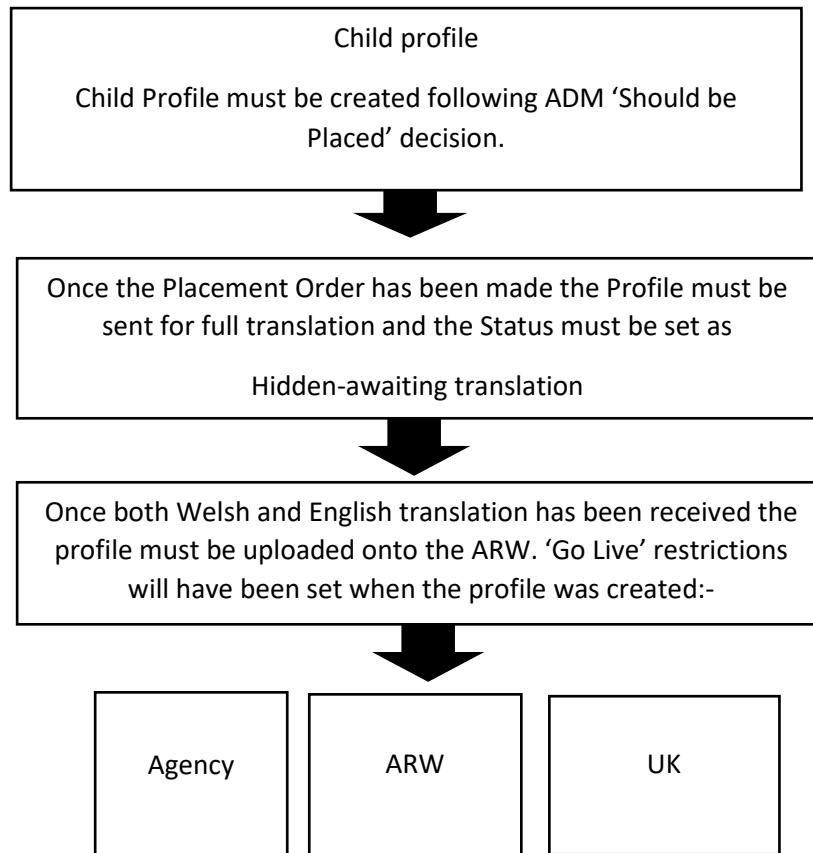 Child profile
Child Profile must be created following ADM ‘Should be
Placed’ decision.
Once the Placement Order has been made the Profile must be
sent for full translation and the Status must be set as
Hidden-awaiting translation
Once both Welsh and English translation has been received the
profile must be uploaded onto the ARW. ‘Go Live’ restrictions
will have been set when the profile was created:-
Agency
ARW
UK